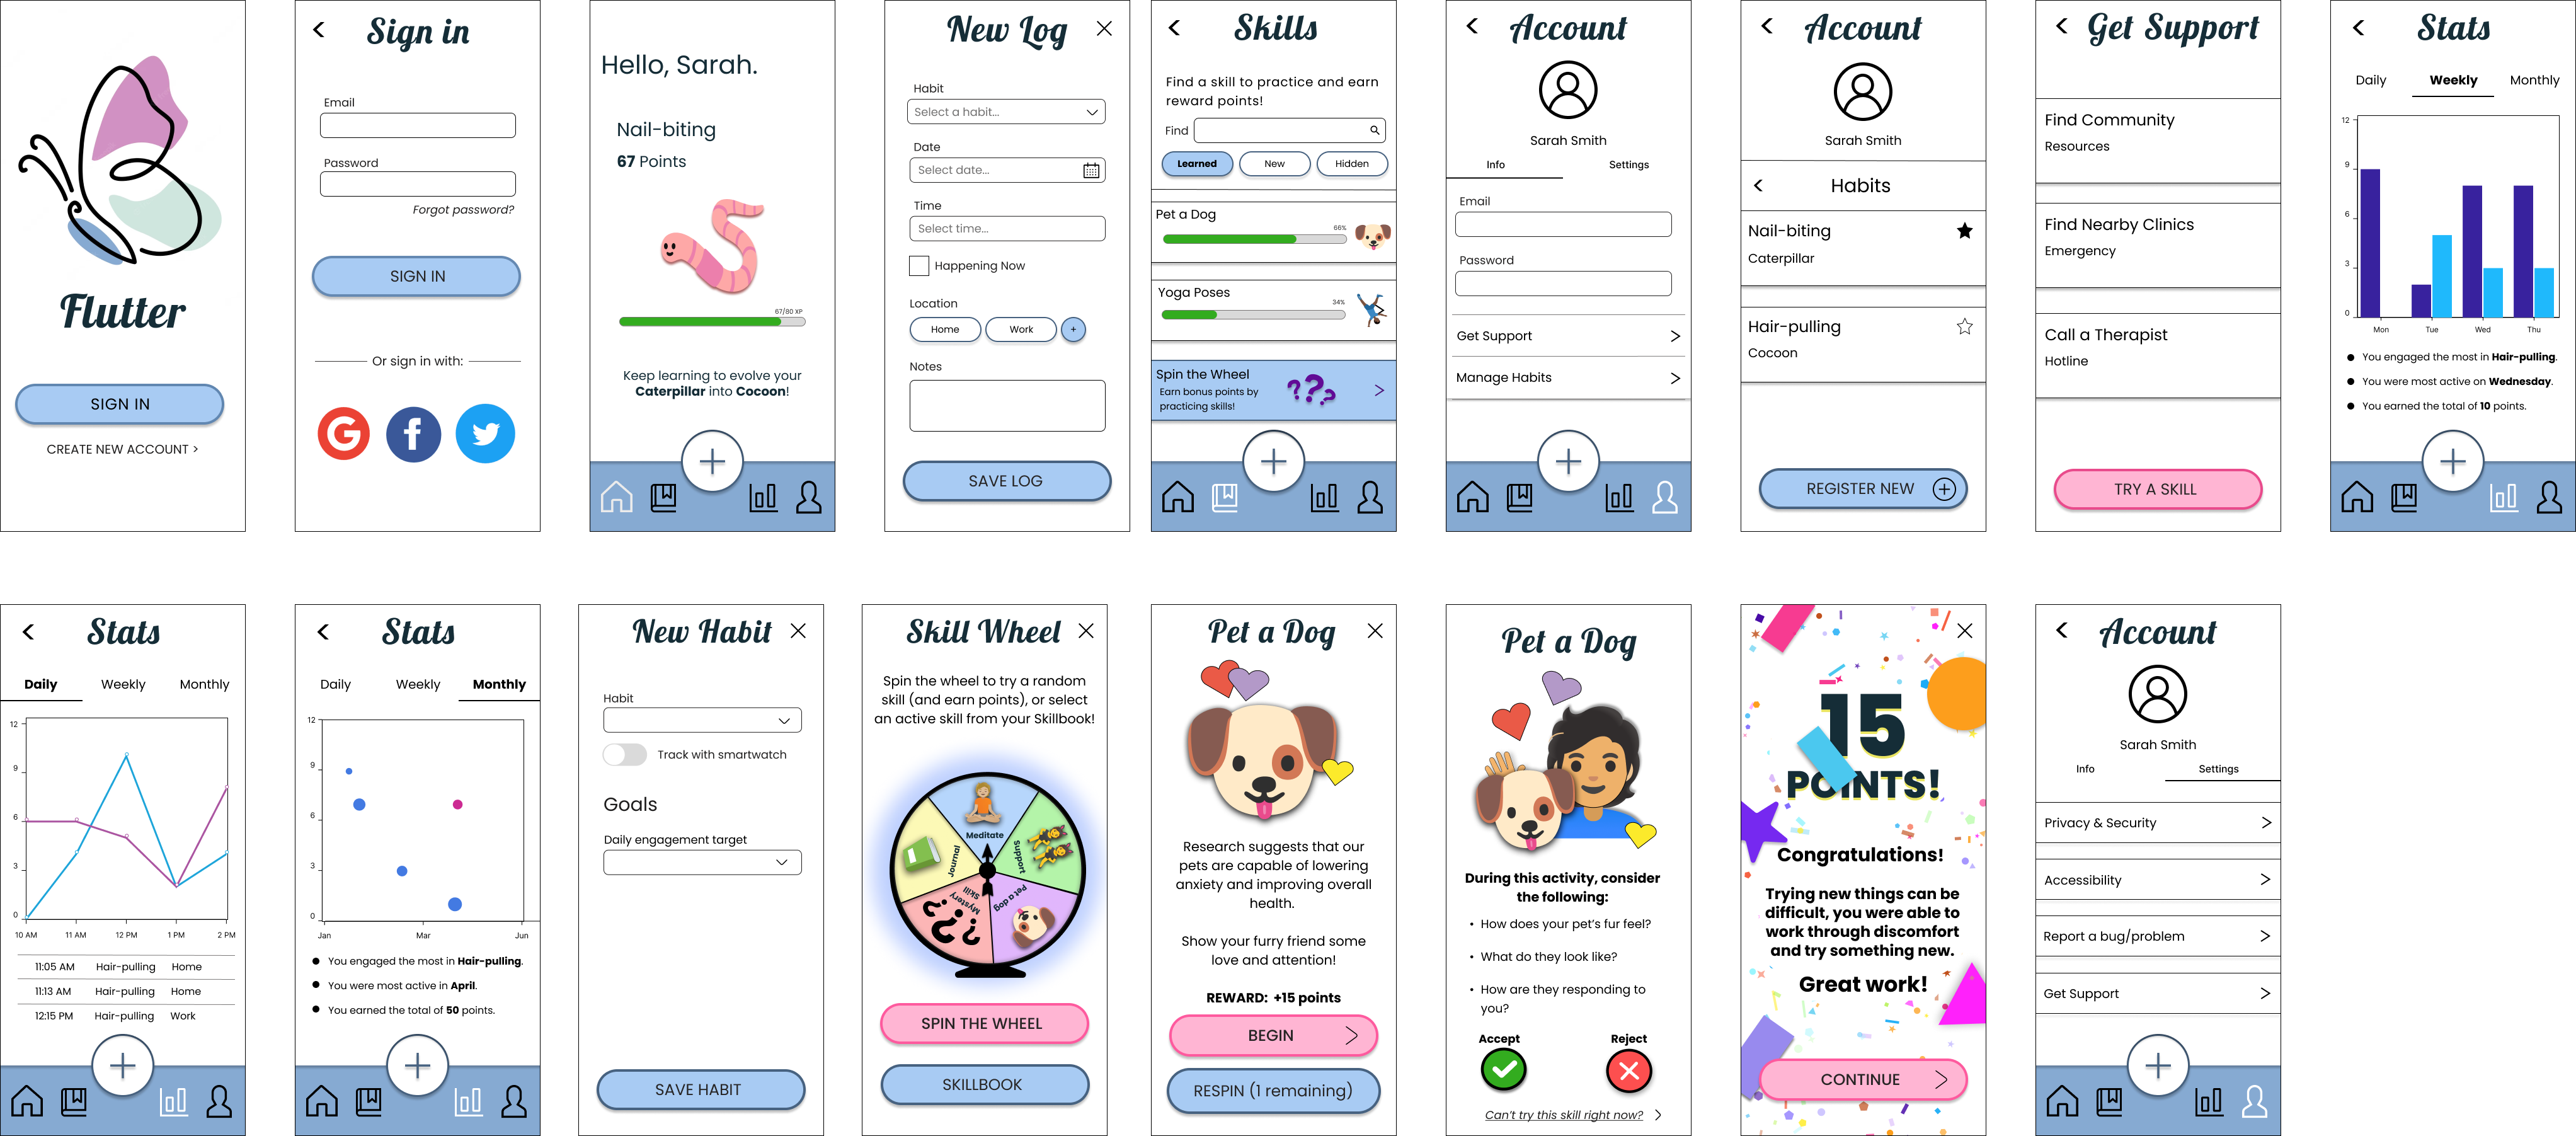 Flutter
SIGN IN
CREATE NEW ACCOUNT >
Sign in
Email
Password
Forgot password?
SIGN IN
Or sign in with:
G
f
Hello, Sarah.
Nail-biting
67 Points
67/80 XP
Keep learning to evolve your
Caterpillar into Cocoon!
New Log
Habit
Select a habit...
Date
Select date...
Time
Select time...
Happening Now
Location
Home
Work
+
Notes
SAVE LOG
Skills
Find a skill to practice and earn
reward points!
Find
Learned
New
Hidden
Pet a Dog
66%
Yoga Poses
34%
Spin the Wheel
Earn bonus points by
practicing skills!
???
Account
Sarah Smith
Info
Settings
Email
Password
Get Support
Manage Habits
Account
Sarah Smith
Habits
Nail-biting
Caterpillar
Hair-pulling
Cocoon
REGISTER NEW
Get Support
Find Community
Resources
Find Nearby Clinics
Emergency
Call a Therapist
Hotline
TRY A SKILL
Stats
Daily
Weekly
Monthly
12
9
6
3
0
Mon
Tue
Wed
Thu
You engaged the most in Hair-pulling.
You were most active on Wednesday.
You earned the total of 10 points.
Stats
Daily
Weekly
Monthly
12
9
6
3
0
10 AM
11 AM
12 PM
1 PM
2 PM
11:05 AM Hair-pulling Home
11:13 AM Hair-pulling Home
12:15 PM Hair-pulling Work
Stats
Daily
Weekly
Monthly
12
9
6
3
0
Jan
Mar
Jun
You engaged the most in Hair-pulling.
You were most active in April.
You earned the total of 50 points.
New Habit
Habit
Track with smartwatch
Goals
Daily engagement target
SAVE HABIT
Skill Wheel
Spin the wheel to try a random
skill (and earn points), or select
an active skill from your Skillbook!
Meditate
Support
Pet a dog
Mystery
Skill!
???
Journal
SPIN THE WHEEL
SKILLBOOK
Pet a Dog
Research suggests that our
pets are capable of lowering
anxiety and improving overall
health.
Show your furry friend some
love and attention!
REWARD: +15 points
BEGIN
RESPIN (1 remaining)
Pet a Dog
During this activity, consider
the following:
• How does your pet's fur feel?
• What do they look like?
• How are they responding to
you?
Accept
Reject
Can't try this skill right now?
15
POINTS!
Congratulations!
Trying new things can be
difficult, you were able to
work through discomfort
and try something new.
Great work!
CONTINUE
Account
Sarah Smith
Info
Settings
Privacy & Security
Accessibility
Report a bug/problem
Get Support